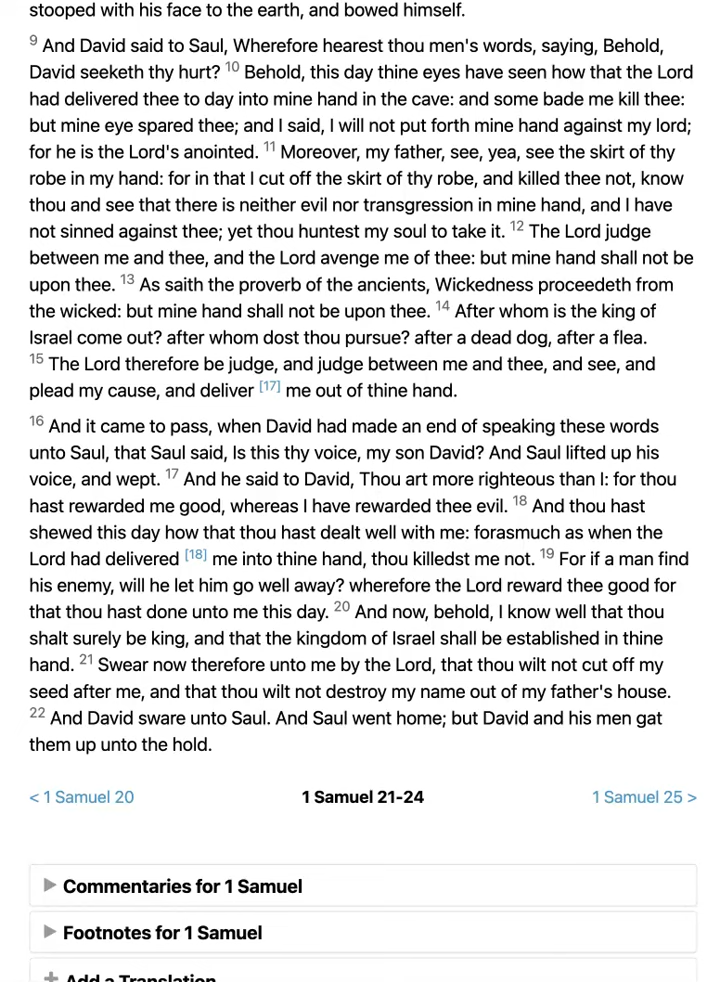 stooped with his face to the earth, and bowed himself.
9 And David said to Saul, Wherefore hearest thou men's words, saying, Behold,
David seeketh thy hurt? 10 Behold, this day thine eyes have seen how that the Lord
had delivered thee to day into mine hand in the cave: and some bade me kill thee:
but mine eye spared thee; and I said, I will not put forth mine hand against my lord;
for he is the Lord's anointed. 11 Moreover, my father, see, yea, see the skirt of thy
robe in my hand: for in that I cut off the skirt of thy robe, and killed thee not, know
thou and see that there is neither evil nor transgression in mine hand, and I have
not sinned against thee; yet thou huntest my soul to take it. 12 The Lord judge
between me and thee, and the Lord avenge me of thee: but mine hand shall not be
upon thee. 13 As saith the proverb of the ancients, Wickedness proceedeth from
the wicked: but mine hand shall not be upon thee. 14 After whom is the king of
Israel come out? after whom dost thou pursue? after a dead dog, after a flea.
15 The Lord therefore be judge, and judge between me and thee, and see, and
plead my cause, and deliver [17] me out of thine hand.
16 And it came to pass, when David had made an end of speaking these words
unto Saul, that Saul said, Is this thy voice, my son David? And Saul lifted up his
voice, and wept. 17 And he said to David, Thou art more righteous than I: for thou
hast rewarded me good, whereas I have rewarded thee evil. 18 And thou hast
shewed this day how that thou hast dealt well with me: forasmuch as when the
Lord had delivered [18] me into thine hand, thou killedst me not. 19 For if a man find
his enemy, will he let him go well away? wherefore the Lord reward thee good for
that thou hast done unto me this day. 20 And now, behold, I know well that thou
shalt surely be king, and that the kingdom of Israel shall be established in thine
hand. 21 Swear now therefore unto me by the Lord, that thou wilt not cut off my
seed after me, and that thou wilt not destroy my name out of my father's house.
22 And David sware unto Saul. And Saul went home; but David and his men gat
them up unto the hold.
< 1 Samuel 20 1 Samuel 21-24 1 Samuel 25 >
Commentaries for 1 Samuel
Footnotes for 1 Samuel
Add a Translation